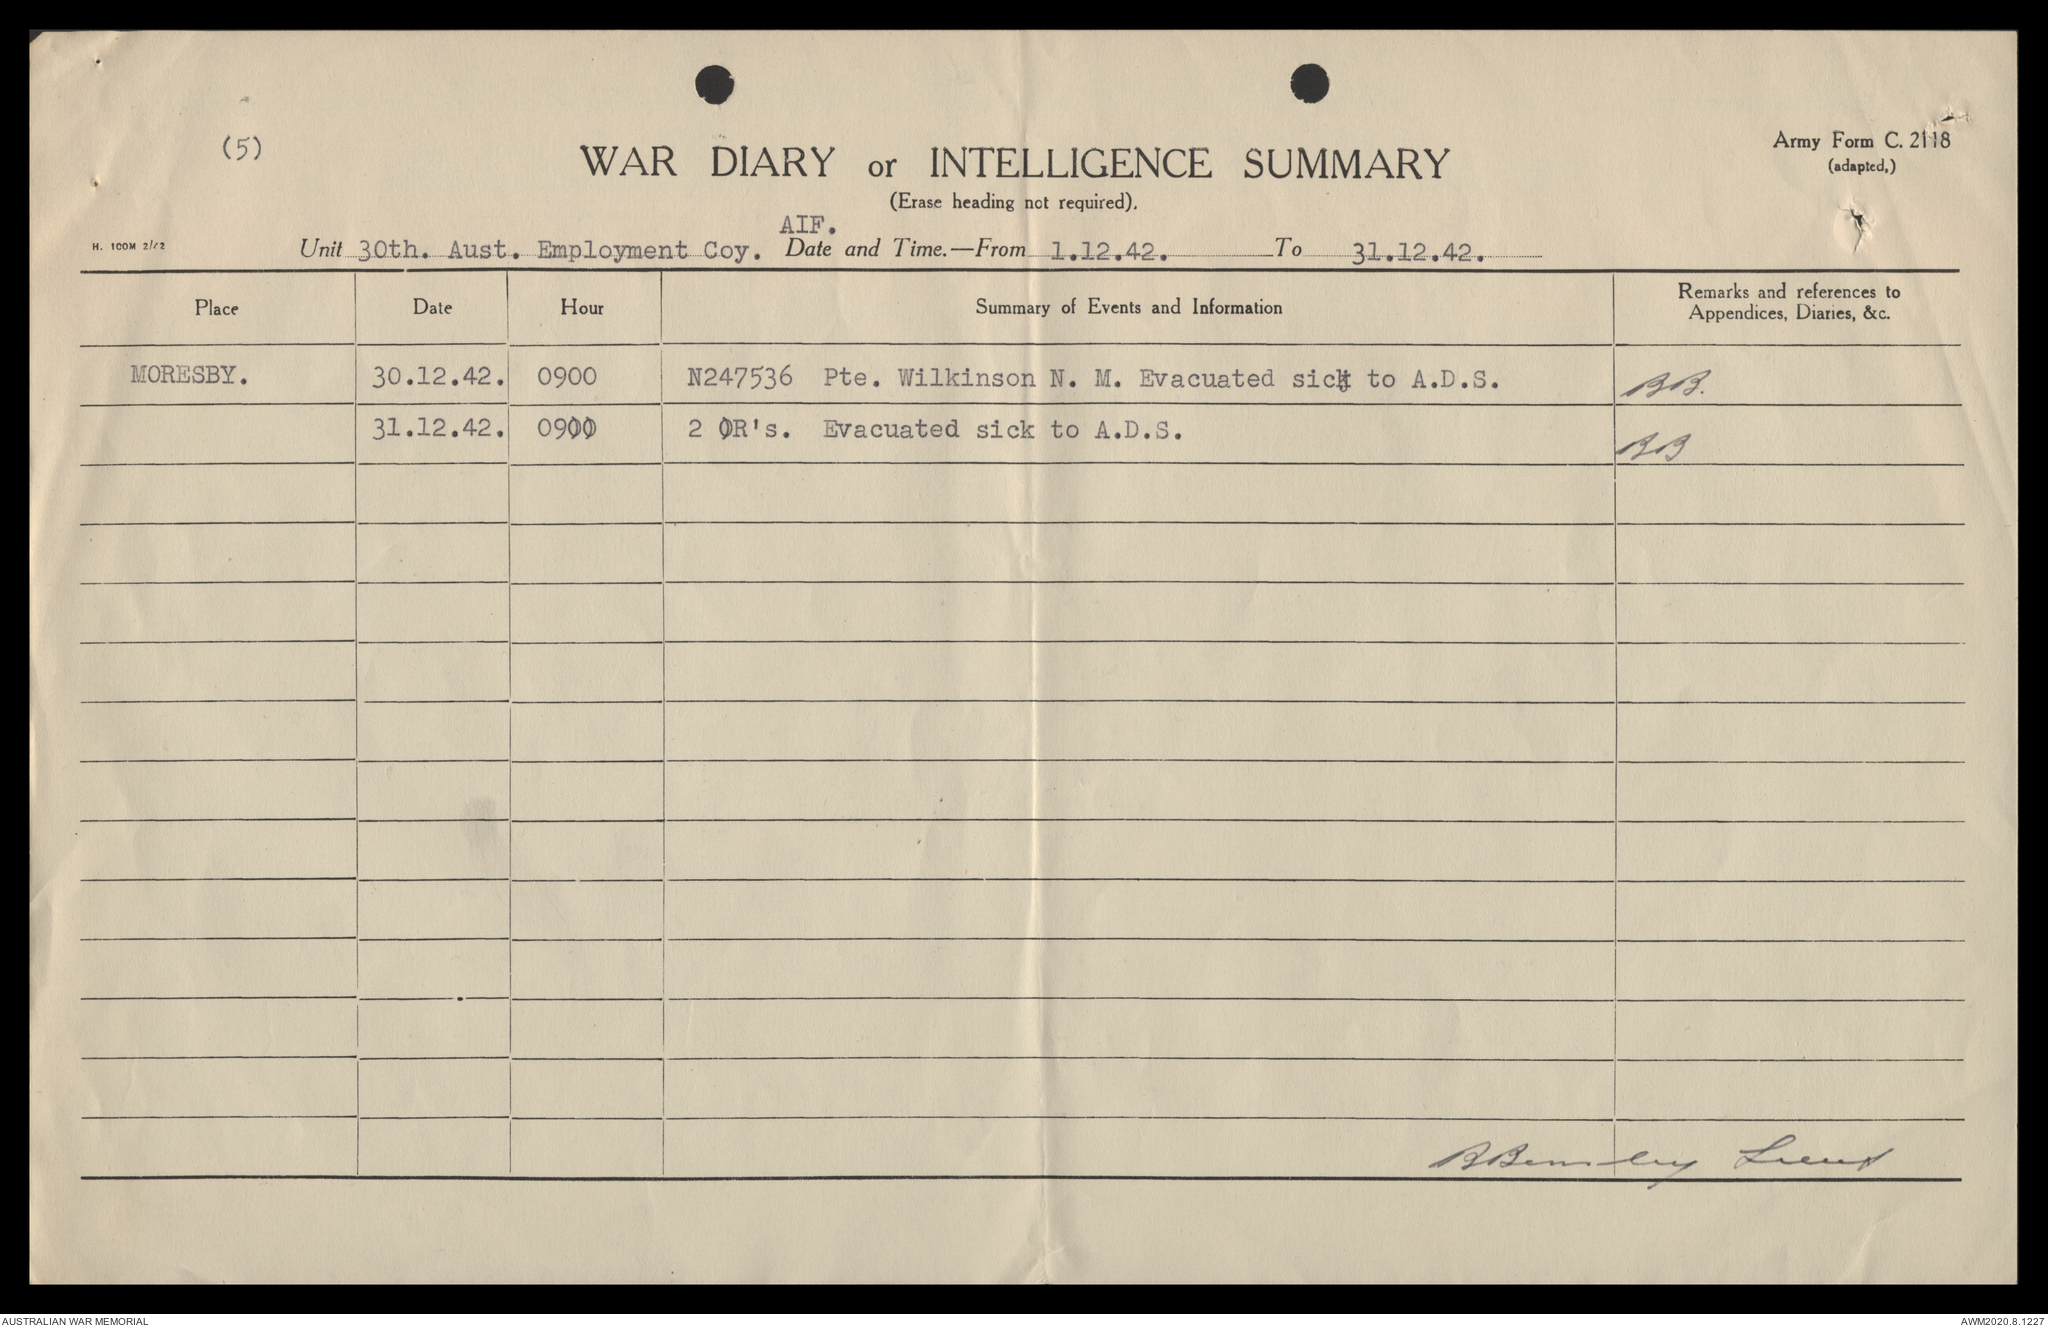 (5)
WAR DIARY or INTELLIGENCE SUMMARY
Army Form C. 2118
(adapted,)
(Erase heading not required).
AIF.
H. 100M 2/42
Unit 30th. Aust. Employment Coy. Date and Time.—From 1.12.42. To 31.12.42.
Place Date Hour Summary of Events and Information Remarks and references to
Appendices, Diaries, &c.
MORESBY. 30.12.42. 0900 N247536 Pte. Wilkinson N. M. Evacuated sick to A.D.S. BB.
31.12.42. 0900 2 OR's. Evacuated sick to A.D.S. BB
Lieut
AUSTRALIAN WAR MEMORIAL
AWM2020.8.1227